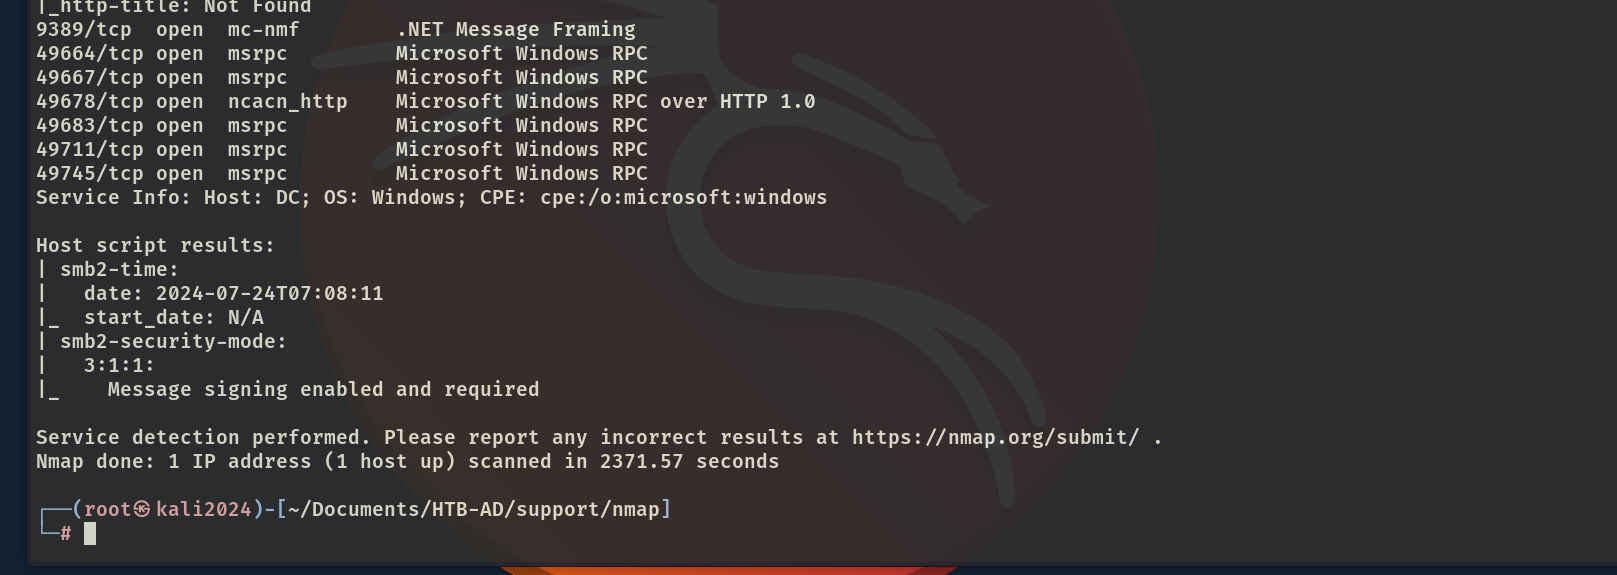 |_http-title: Not Found
9389/tcp  open  mc-nmf        .NET Message Framing
49664/tcp open  msrpc         Microsoft Windows RPC
49667/tcp open  msrpc         Microsoft Windows RPC
49678/tcp open  ncacn_http    Microsoft Windows RPC over HTTP 1.0
49683/tcp open  msrpc         Microsoft Windows RPC
49711/tcp open  msrpc         Microsoft Windows RPC
49745/tcp open  msrpc         Microsoft Windows RPC
Service Info: Host: DC; OS: Windows; CPE: cpe:/o:microsoft:windows

Host script results:
| smb2-time:
|   date: 2024-07-24T07:08:11
|_  start_date: N/A
| smb2-security-mode:
|   3:1:1:
|_    Message signing enabled and required

Service detection performed. Please report any incorrect results at https://nmap.org/submit/ .
Nmap done: 1 IP address (1 host up) scanned in 2371.57 seconds

┌──(root㉿kali2024)-[~/Documents/HTB-AD/support/nmap]
└─#